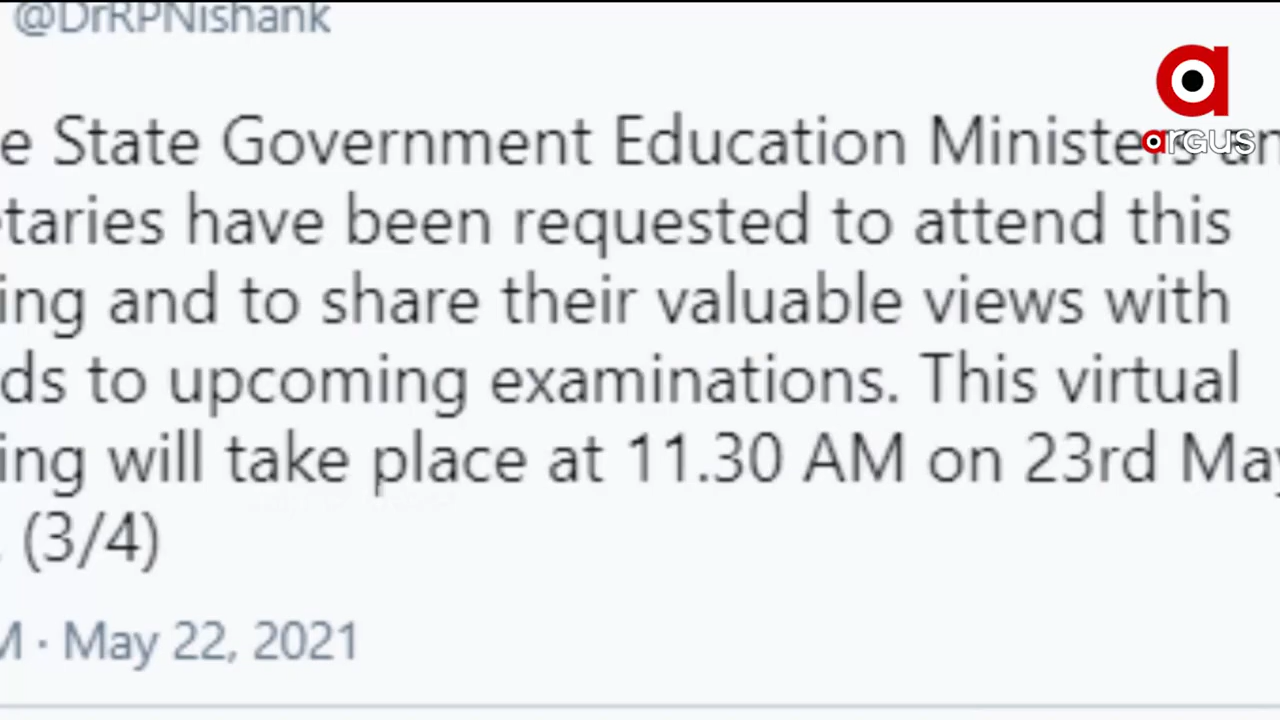 @DrRPNishank
argus
e State Government Education Ministers an
etaries have been requested to attend this
ing and to share their valuable views with
ds to upcoming examinations. This virtual
ing will take place at 11.30 AM on 23rd May
. (3/4)
M · May 22, 2021